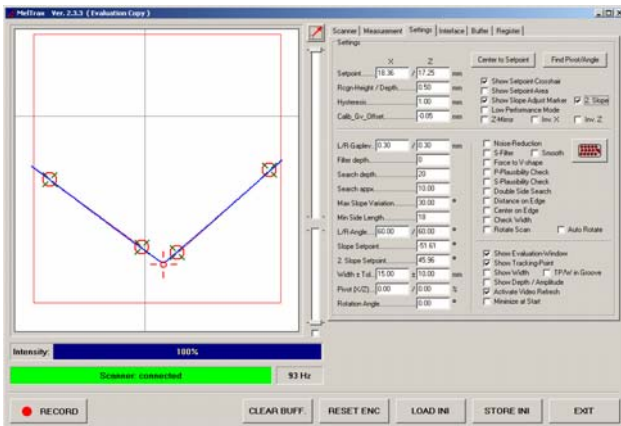 MelTrax Ver. 2.3.3 ( Evaluation Copy )
Scanner Measurement Settings Interface Buffer Register
Settings
X Z
Setpoint 18.36 / 17.25 mm
Rcgn-Height / Depth 0.50 mm
Hysteresis 1.00 mm
Calib_Gv_Offset -0.05 mm
Center to Setpoint Find Pivot/Angle
Show Setpoint Crosshair
Show Setpoint-Area
Show Slope Adjust Marker 2. Slope
Low Performance Mode
Z-Mirror Inv. X Inv. Z
L/R-Gaplev. 0.30 / 0.30 mm
Filter depth 0
Search depth 20
Search appx. 10.00
Max Slope Variation 30.00 °
Min Side Length 18
L/R-Angle 60.00 / 60.00 °
Slope Setpoint -51.61 °
2. Slope Setpoint 45.96 °
Width ± Tol. 15.00 ± 10.00 mm
Pivot (X/Z) 0.00 / 0.00 %
Rotation Angle 0.00 °
Noise-Reduction
S-Filter Smooth
Force to V-shape
P-Plausibility Check
S-Plausibility Check
Double Side Search
Distance on Edge
Center on Edge
Check Width
Rotate Scan Auto Rotate
Show Evaluation-Window
Show Tracking-Point
Show Width TP/W in Groove
Show Depth / Amplitude
Activate Video Refresh
Minimize at Start
Intensity: 100%
Scanner: connected 93 Hz
RECORD CLEAR BUFF. RESET ENC LOAD INI STORE INI EXIT